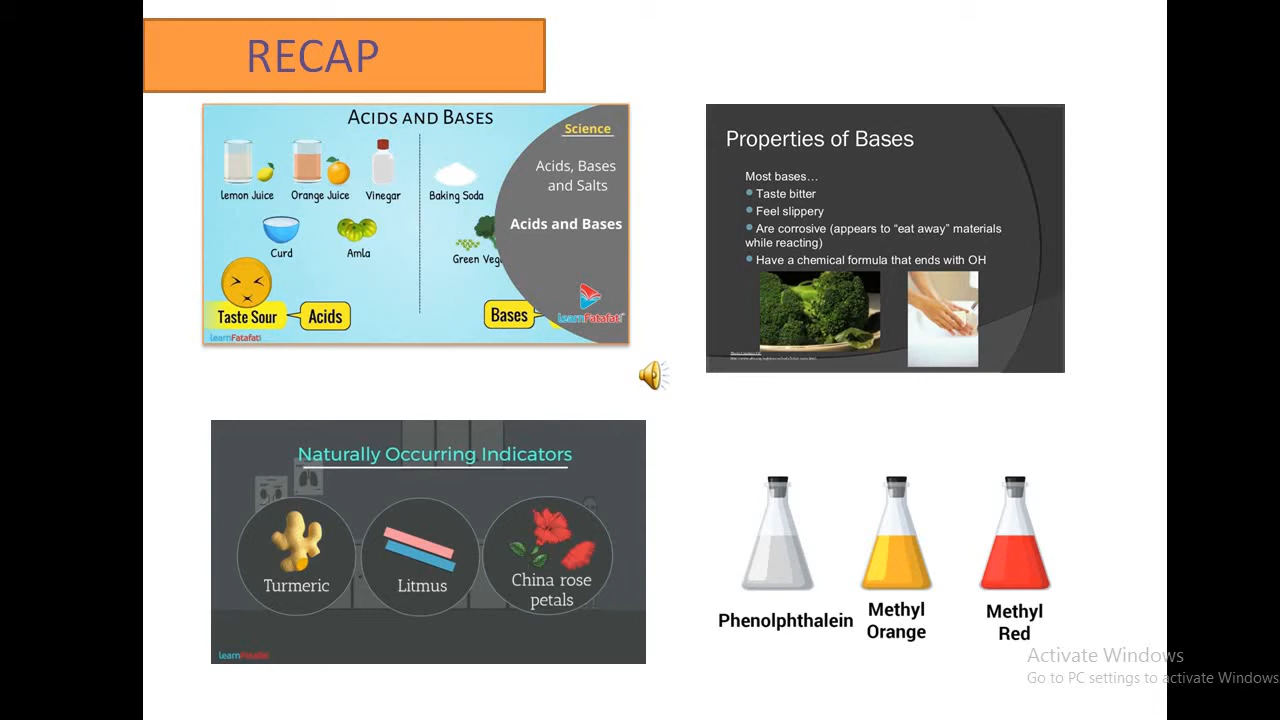 RECAP
ACIDS AND BASES
Science
Acids, Bases
and Salts
Acids and Bases
Lemon Juice
Orange Juice
Vinegar
Baking Soda
Curd
Amla
Green Veg
Taste Sour
Acids
Bases
LearnFatafati
LearnFatafati
Properties of Bases
Most bases…
Taste bitter
Feel slippery
Are corrosive (appears to “eat away” materials
while reacting)
Have a chemical formula that ends with OH
Naturally Occurring Indicators
Turmeric
Litmus
China rose
petals
LearnFatafati
Phenolphthalein
Methyl
Orange
Methyl
Red
Activate Windows
Go to PC settings to activate Windows